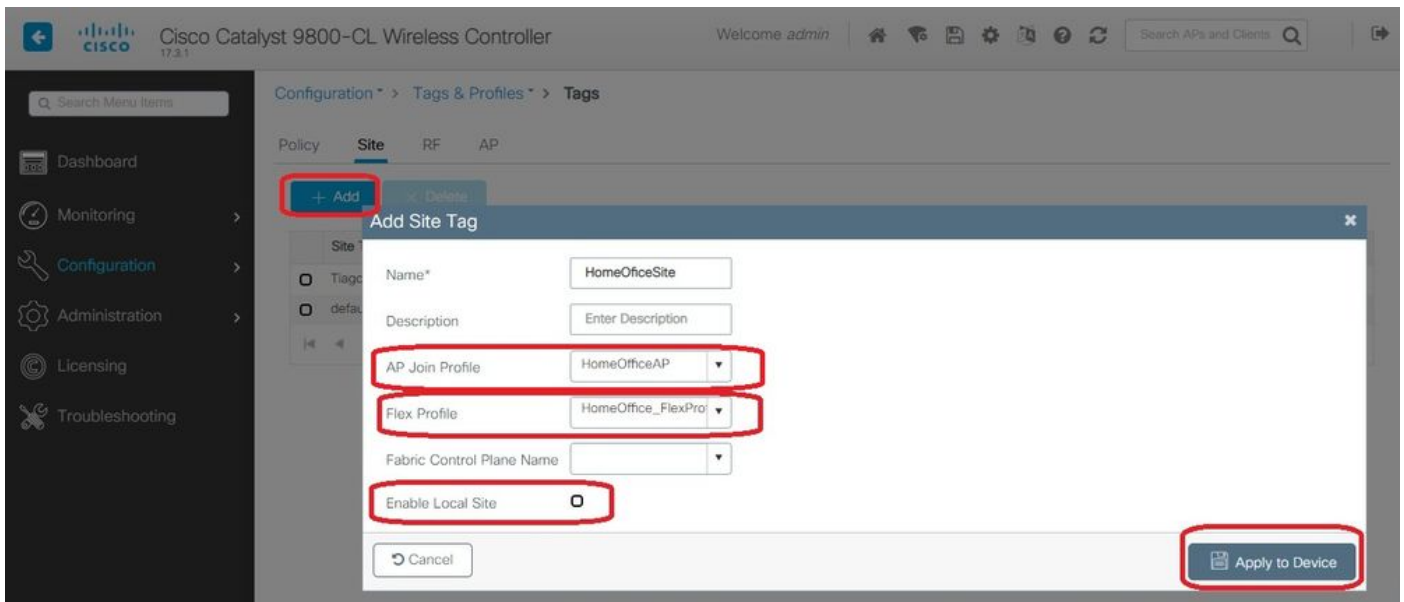 CISCO
Cisco Catalyst 9800-CL Wireless Controller
17.3.1
Welcome admin
Search APs and Clients
Search Menu Items
Dashboard
Monitoring
Configuration
Administration
Licensing
Troubleshooting
Configuration > Tags & Profiles > Tags
Policy Site RF AP
+ Add × Delete
Site
Add Site Tag
Name* HomeOficeSite
Description Enter Description
AP Join Profile HomeOfficeAP
Flex Profile HomeOffice_FlexPro
Fabric Control Plane Name
Enable Local Site
Cancel
Apply to Device